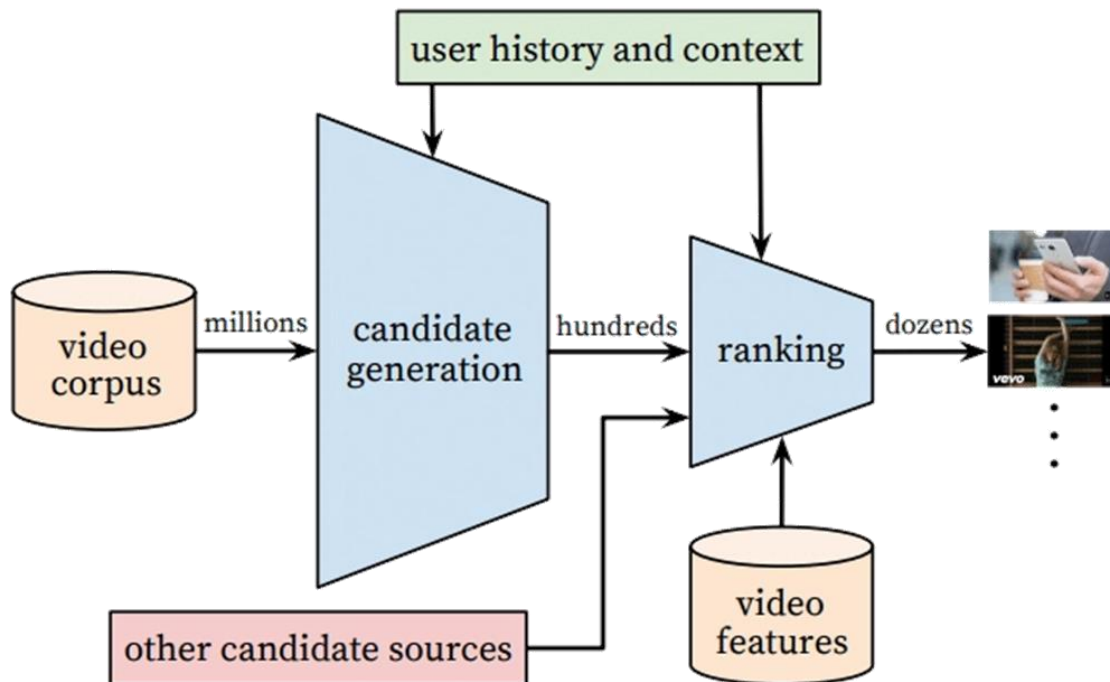 user history and context
millions
hundreds
dozens
video
corpus
candidate
generation
ranking
vevo
video
features
other candidate sources